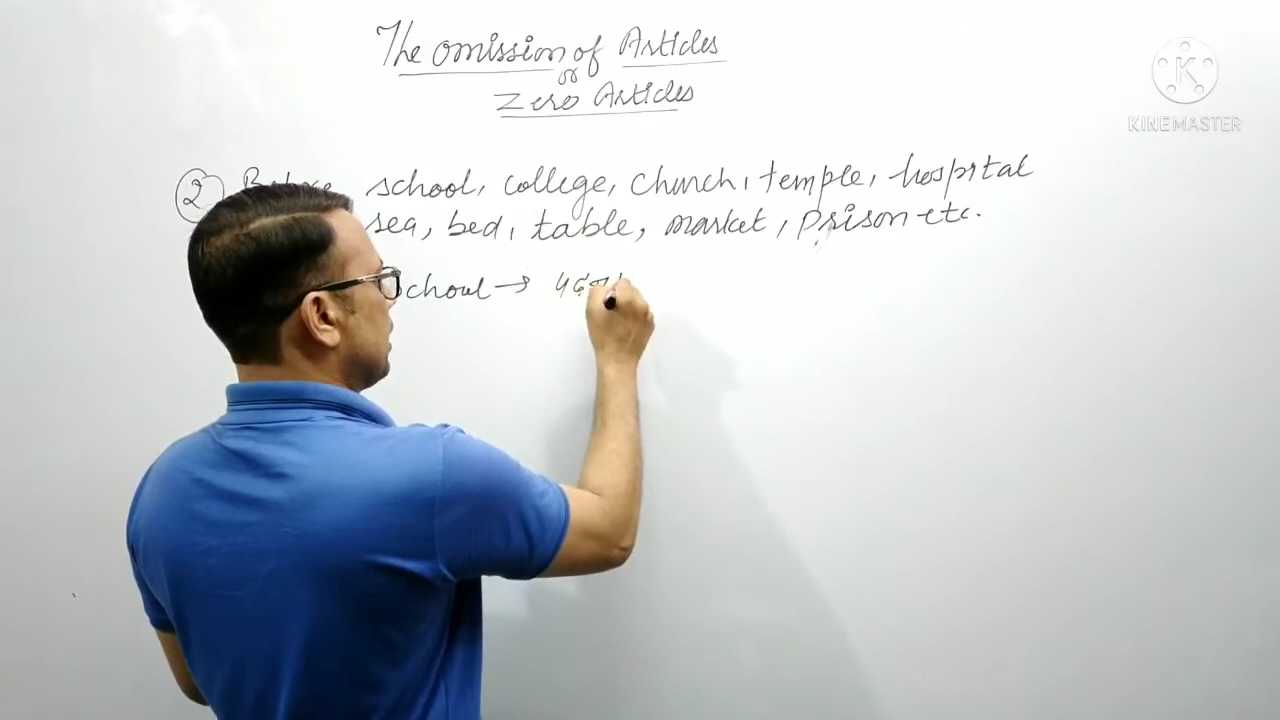 The omission of Articles
or
Zero Articles
2 Before school, college, church, temple, hospital
sea, bed, table, market, prison etc.
School →
KINEMASTER